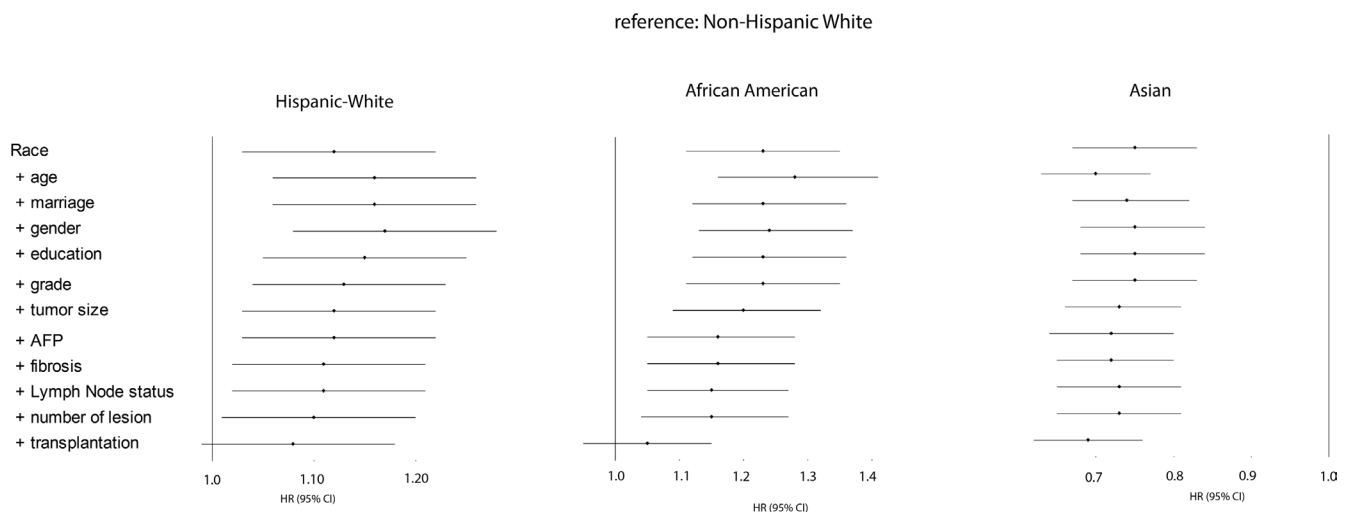 reference: Non-Hispanic White
Hispanic-White
African American
Asian
Race
+ age
+ marriage
+ gender
+ education
+ grade
+ tumor size
+ AFP
+ fibrosis
+ Lymph Node status
+ number of lesion
+ transplantation
1.0 1.10 1.20
HR (95% CI)
1.0 1.1 1.2 1.3 1.4
HR (95% CI)
0.7 0.8 0.9 1.0
HR (95% CI)